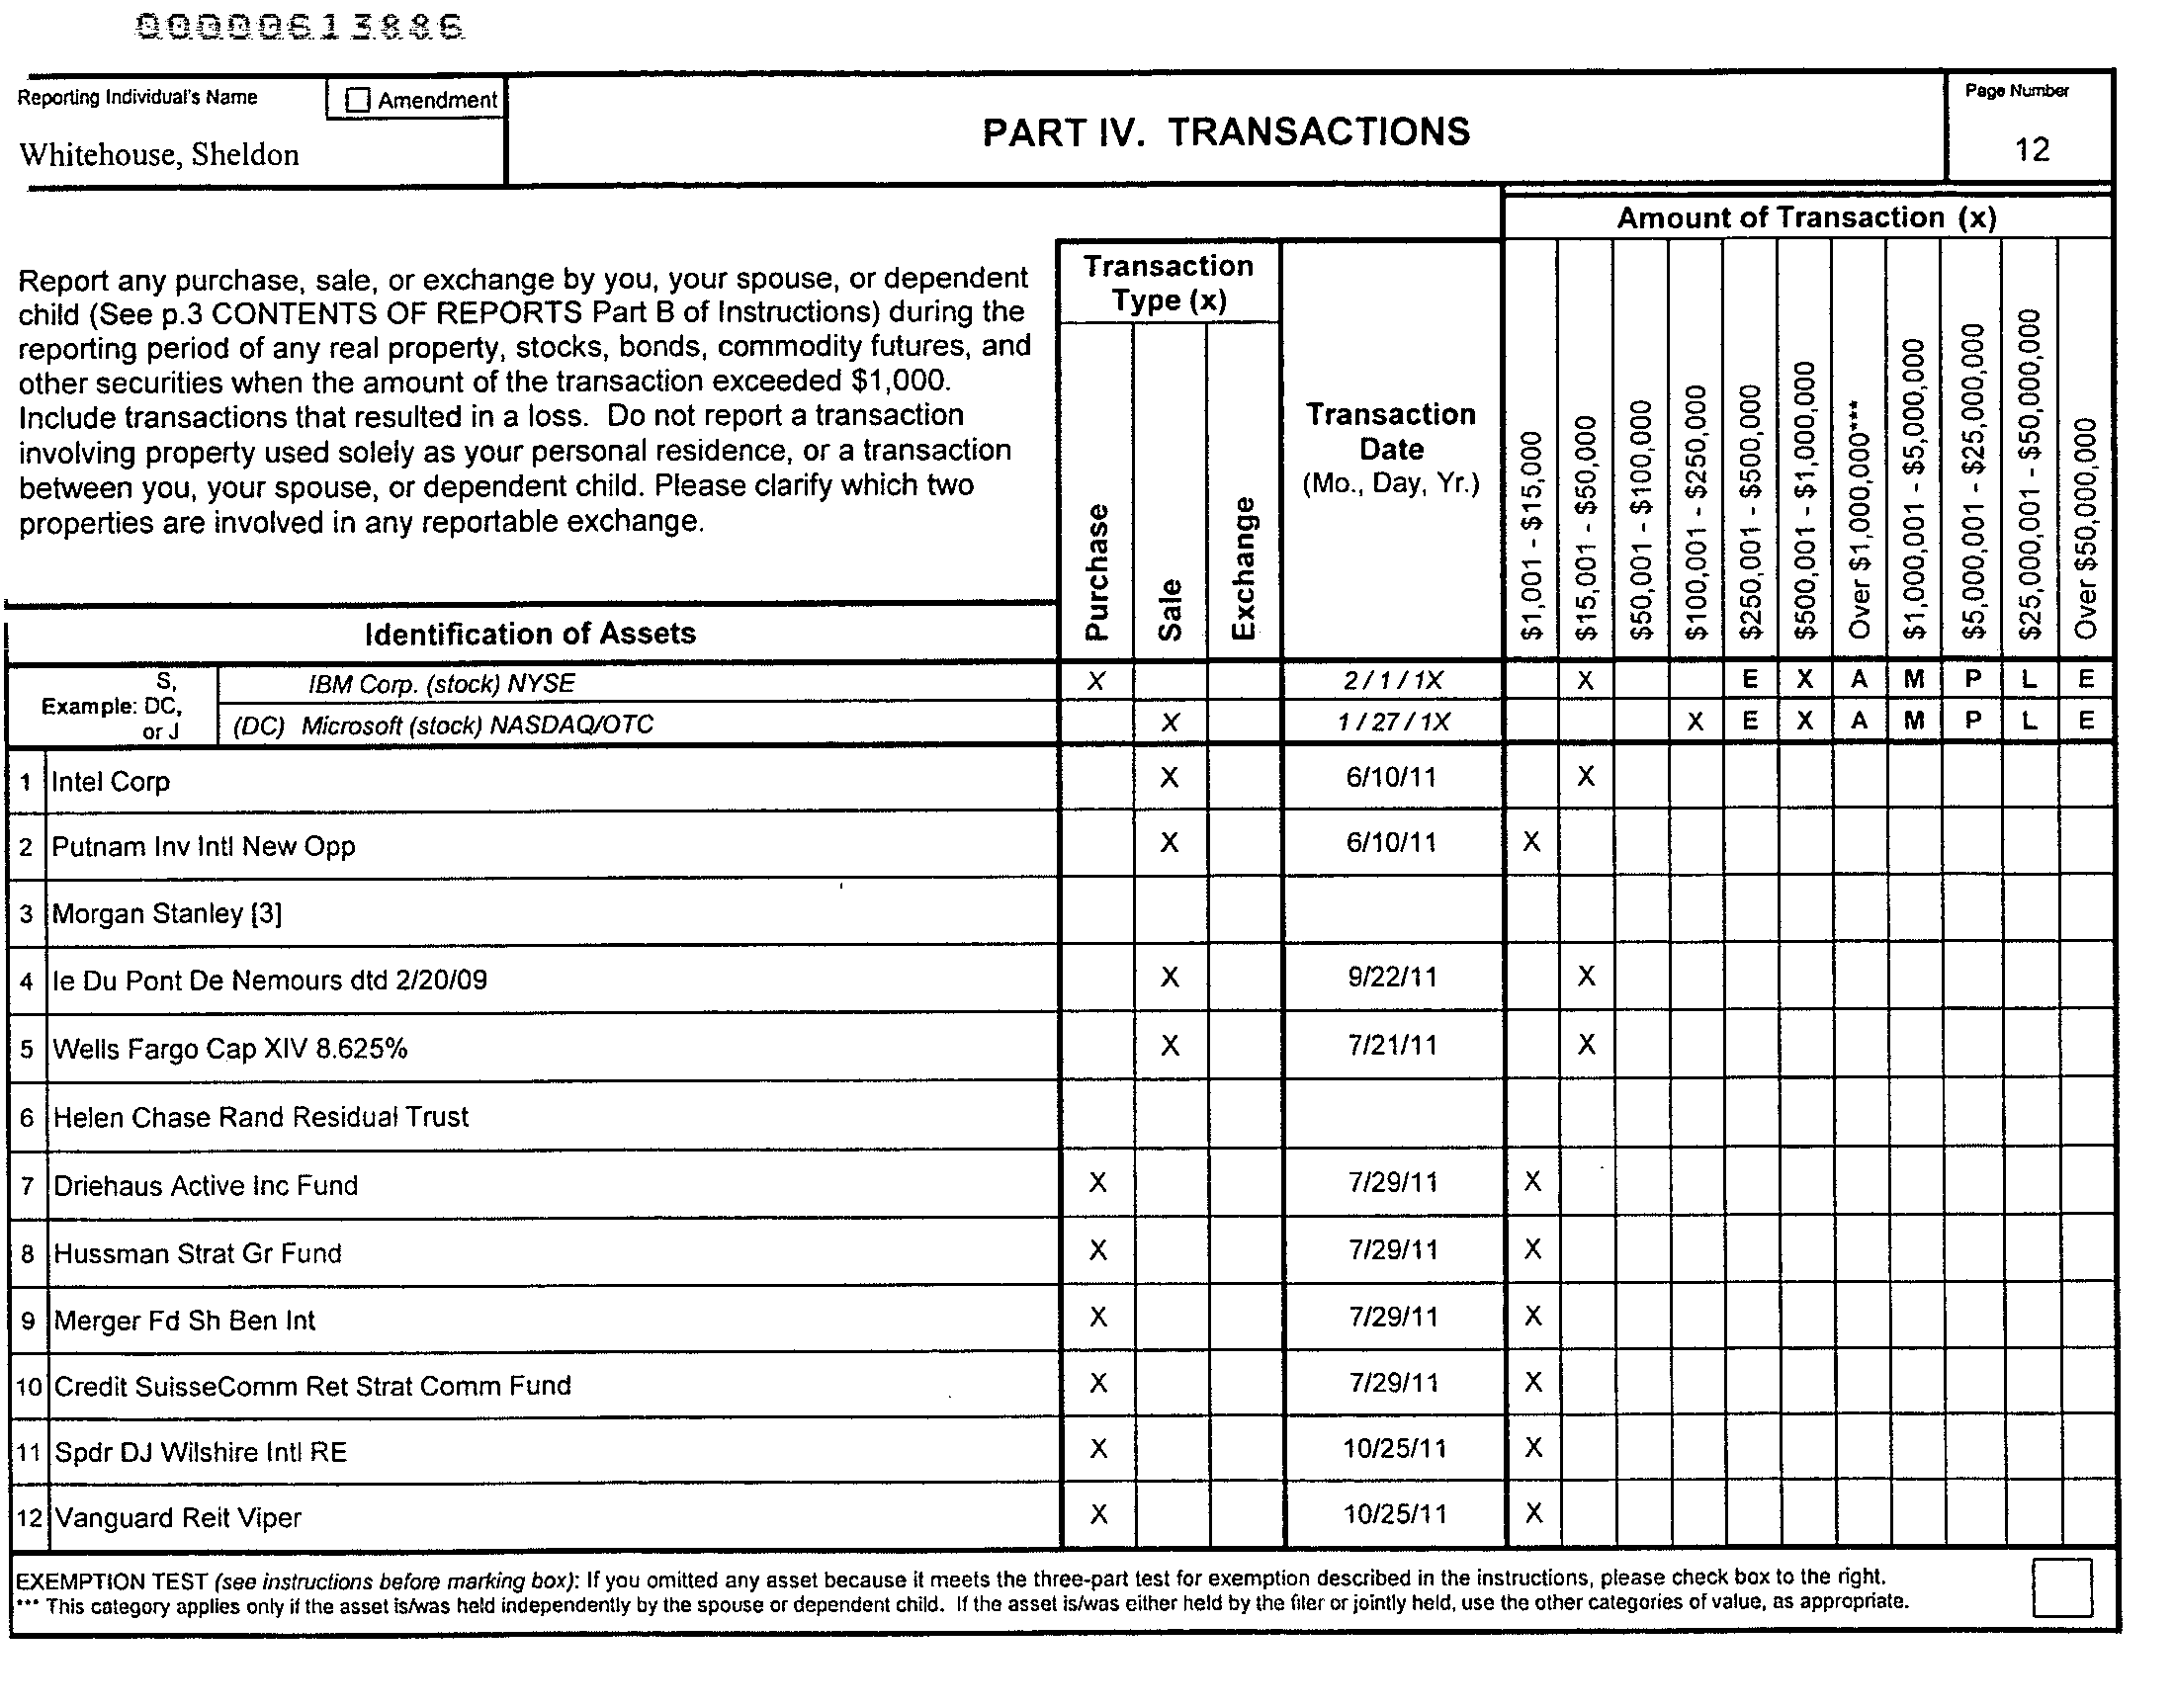 00000613886
Reporting Individual's Name
Amendment
Whitehouse, Sheldon
PART IV. TRANSACTIONS
Page Number
12
Amount of Transaction (x)
Report any purchase, sale, or exchange by you, your spouse, or dependent
child (See p.3 CONTENTS OF REPORTS Part B of Instructions) during the
reporting period of any real property, stocks, bonds, commodity futures, and
other securities when the amount of the transaction exceeded $1,000.
Include transactions that resulted in a loss. Do not report a transaction
involving property used solely as your personal residence, or a transaction
between you, your spouse, or dependent child. Please clarify which two
properties are involved in any reportable exchange.
Transaction
Type (x)
Purchase
Sale
Exchange
Transaction
Date
(Mo., Day, Yr.)
$1,001 - $15,000
$15,001 - $50,000
$50,001 - $100,000
$100,001 - $250,000
$250,001 - $500,000
$500,001 - $1,000,000
Over $1,000,000***
$1,000,001 - $5,000,000
$5,000,001 - $25,000,000
$25,000,001 - $50,000,000
Over $50,000,000
Identification of Assets
S,
Example: DC,
or J
IBM Corp. (stock) NYSE X 2 / 1 / 1X X E X A M P L E
(DC) Microsoft (stock) NASDAQ/OTC X 1 / 27 / 1X X E X A M P L E
1 Intel Corp X 6/10/11 X
2 Putnam Inv Intl New Opp X 6/10/11 X
3 Morgan Stanley [3]
4 Ie Du Pont De Nemours dtd 2/20/09 X 9/22/11 X
5 Wells Fargo Cap XIV 8.625% X 7/21/11 X
6 Helen Chase Rand Residual Trust
7 Driehaus Active Inc Fund X 7/29/11 X
8 Hussman Strat Gr Fund X 7/29/11 X
9 Merger Fd Sh Ben Int X 7/29/11 X
10 Credit SuisseComm Ret Strat Comm Fund X 7/29/11 X
11 Spdr DJ Wilshire Intl RE X 10/25/11 X
12 Vanguard Reit Viper X 10/25/11 X
EXEMPTION TEST (see instructions before marking box): If you omitted any asset because it meets the three-part test for exemption described in the instructions, please check box to the right.
*** This category applies only if the asset is/was held independently by the spouse or dependent child. If the asset is/was either held by the filer or jointly held, use the other categories of value, as appropriate.